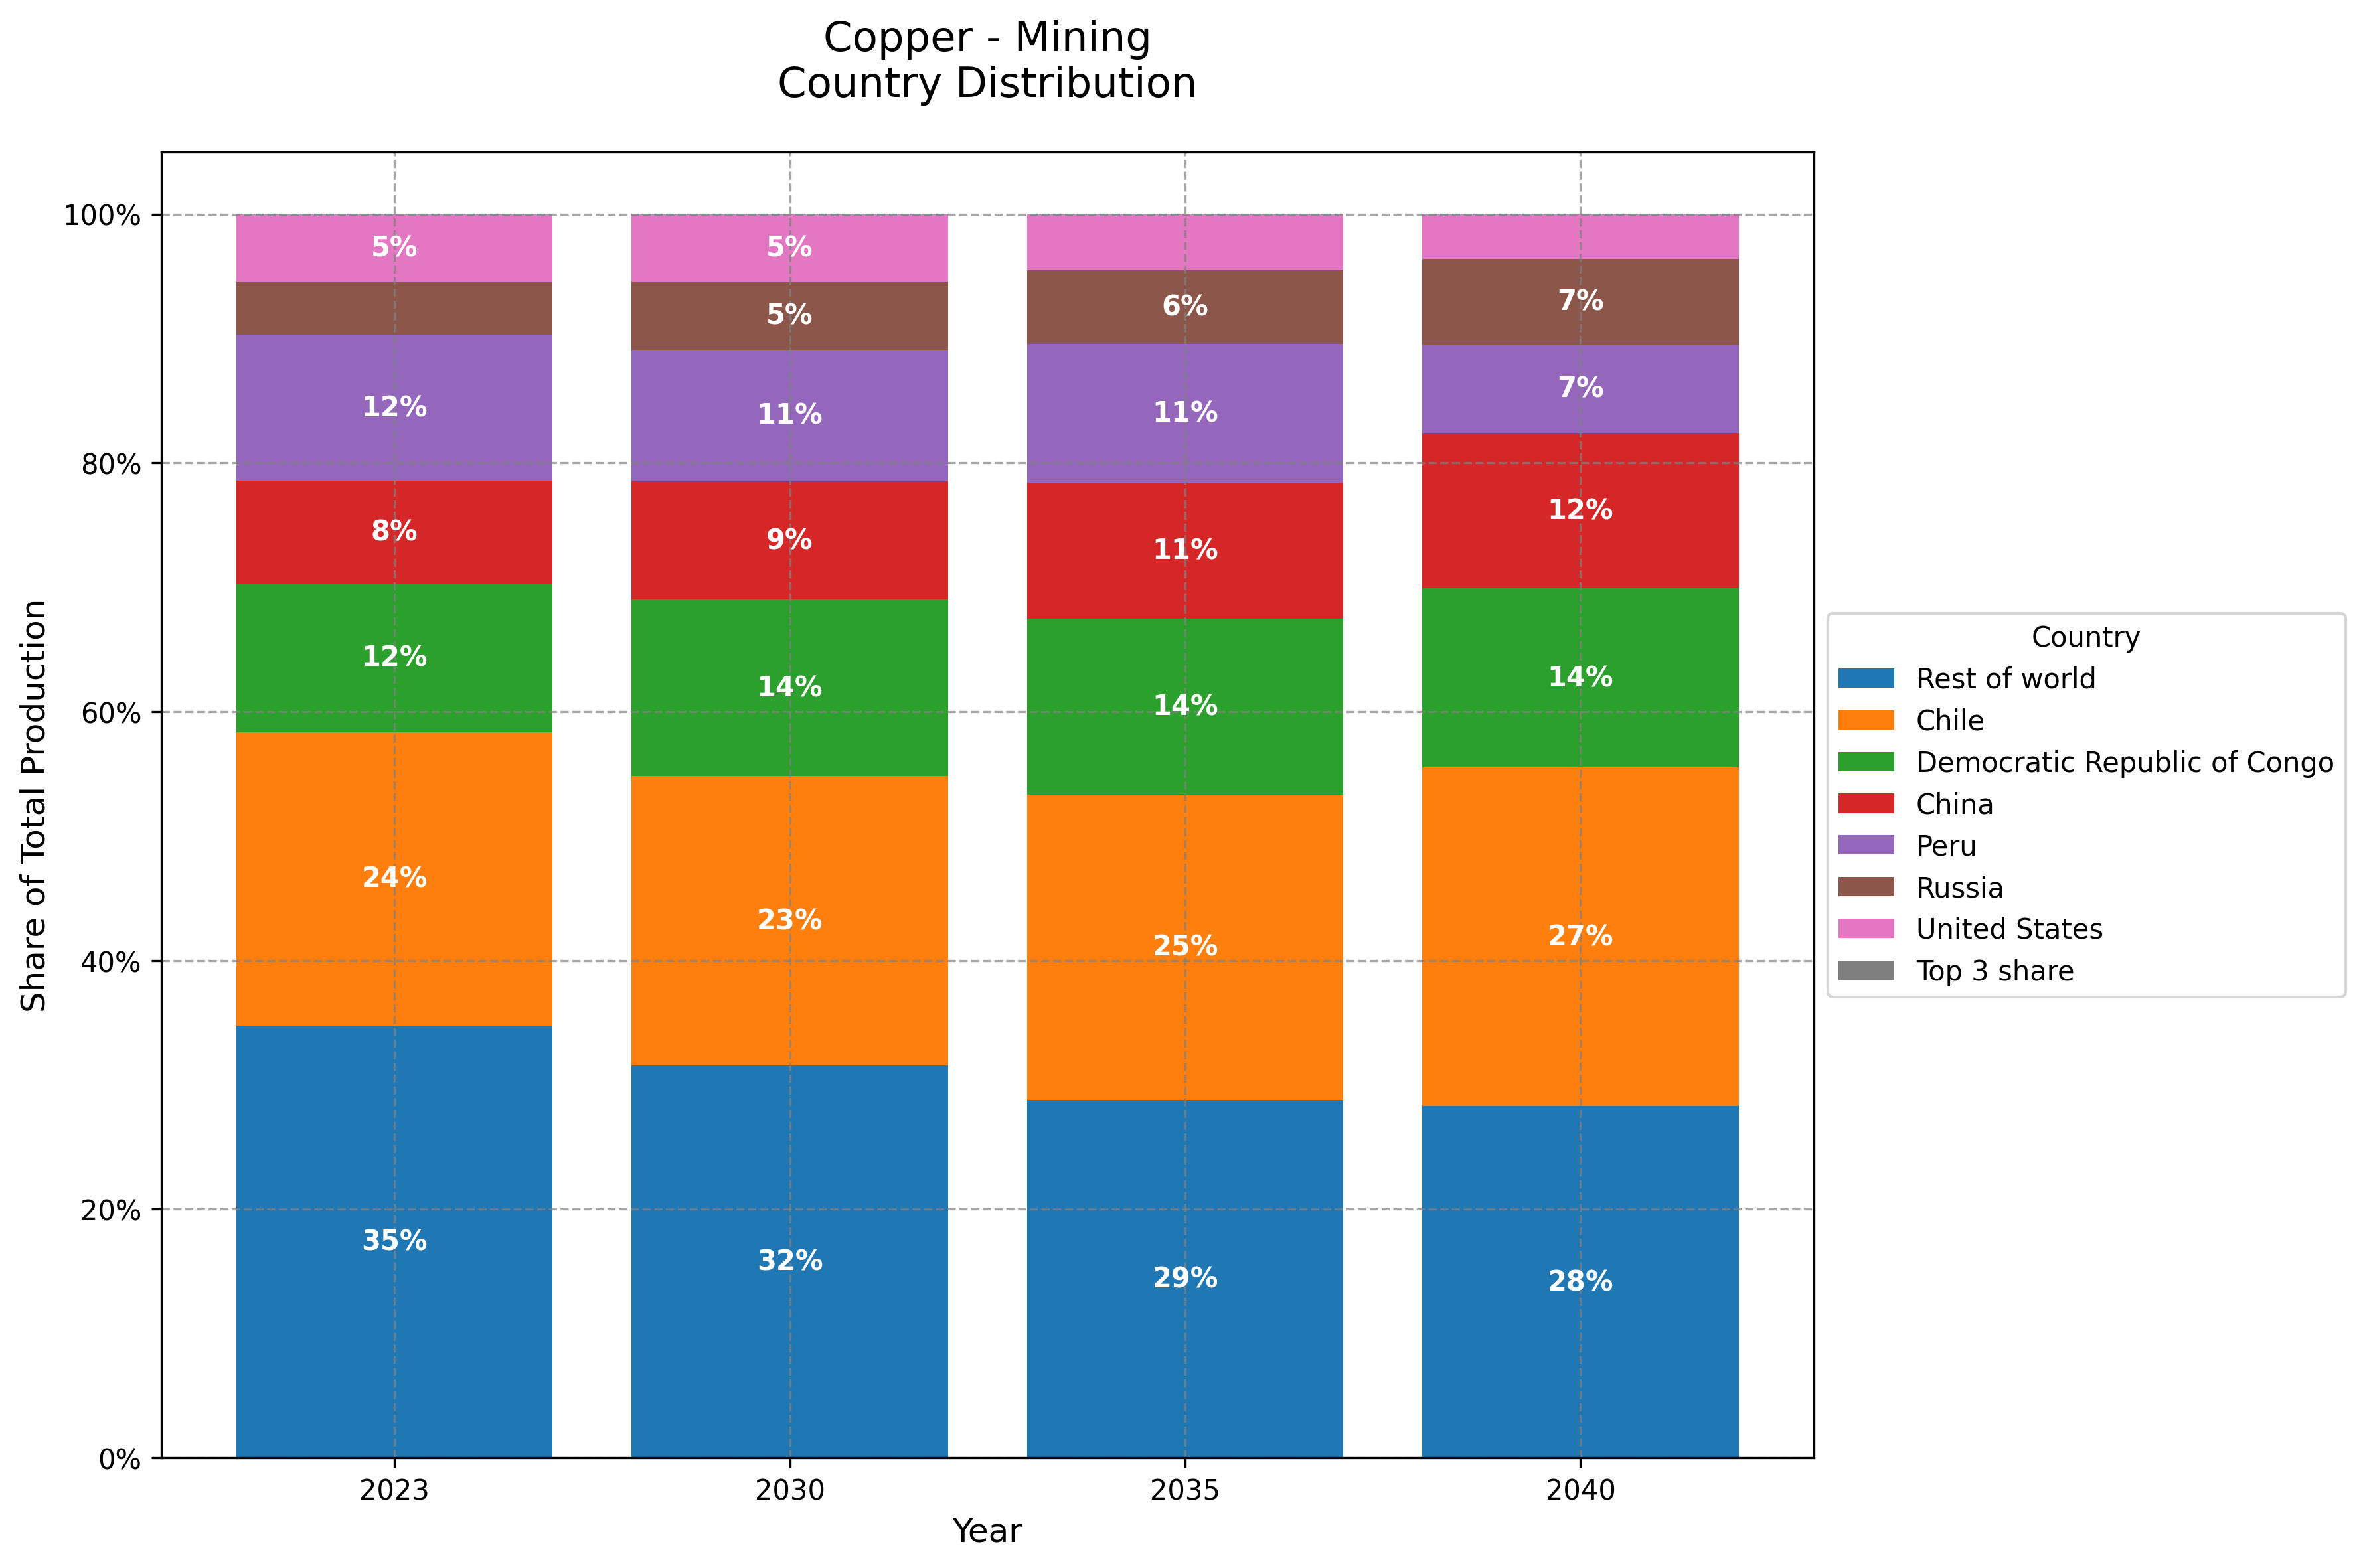 Copper - Mining
Country Distribution
100%
80%
60%
40%
20%
0%
Share of Total Production
5%
12%
8%
12%
24%
35%
5%
5%
11%
9%
14%
23%
32%
6%
11%
11%
14%
25%
29%
7%
7%
12%
14%
27%
28%
2023
2030
2035
2040
Year
Country
Rest of world
Chile
Democratic Republic of Congo
China
Peru
Russia
United States
Top 3 share